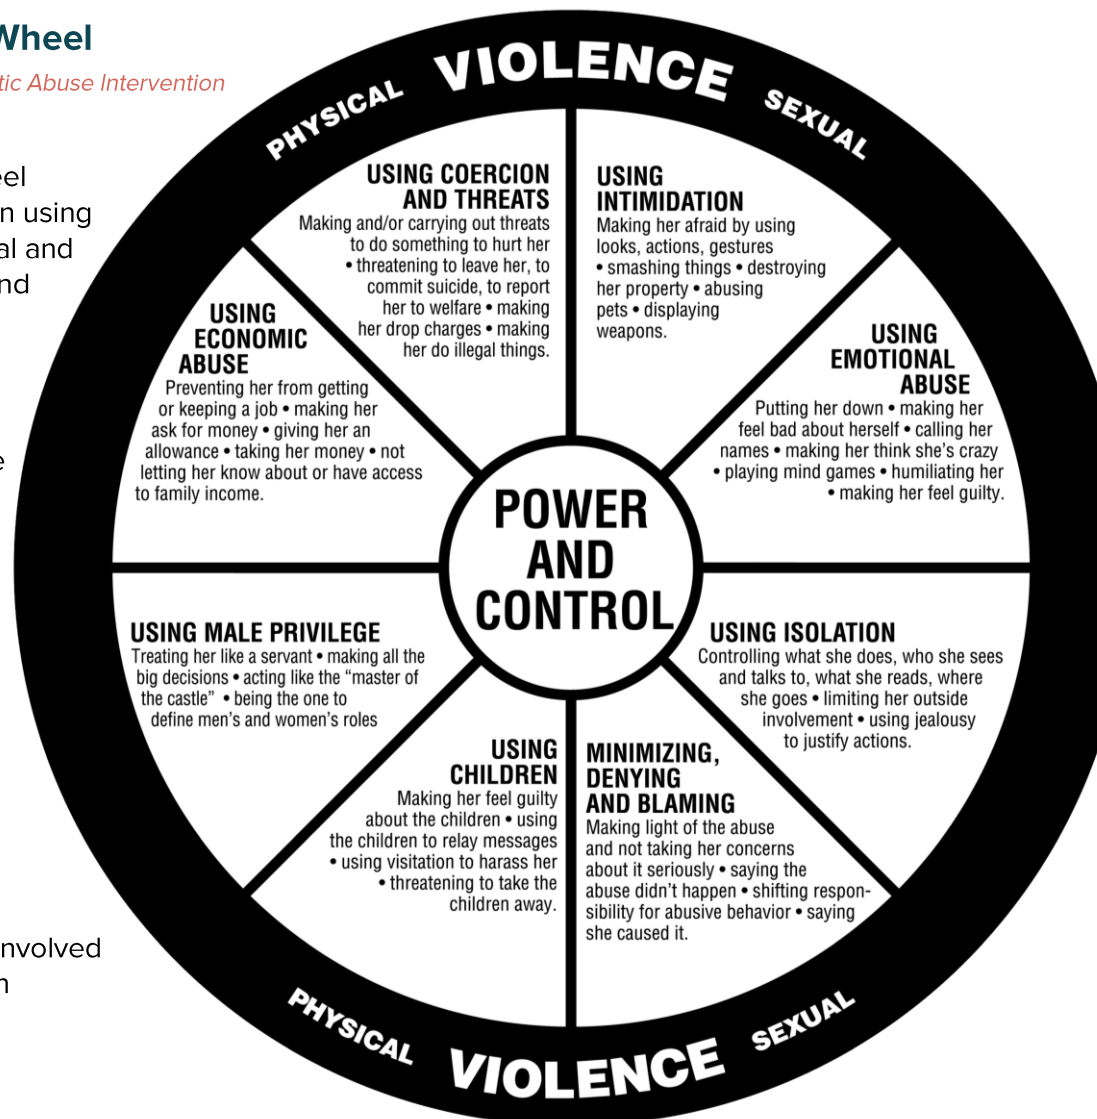 Wheel
tic Abuse Intervention
eel
n using
al and
nd
e
nvolved
n
PHYSICAL VIOLENCE SEXUAL
USING COERCION
AND THREATS
Making and/or carrying out threats
to do something to hurt her
• threatening to leave her, to
commit suicide, to report
her to welfare • making
her drop charges • making
her do illegal things.
USING
INTIMIDATION
Making her afraid by using
looks, actions, gestures
• smashing things • destroying
her property • abusing
pets • displaying
weapons.
USING
ECONOMIC
ABUSE
Preventing her from getting
or keeping a job • making her
ask for money • giving her an
allowance • taking her money • not
letting her know about or have access
to family income.
USING
EMOTIONAL
ABUSE
Putting her down • making her
feel bad about herself • calling her
names • making her think she's crazy
• playing mind games • humiliating her
• making her feel guilty.
POWER
AND
CONTROL
USING MALE PRIVILEGE
Treating her like a servant • making all the
big decisions • acting like the “master of
the castle” • being the one to
define men's and women's roles
USING ISOLATION
Controlling what she does, who she sees
and talks to, what she reads, where
she goes • limiting her outside
involvement • using jealousy
to justify actions.
USING
CHILDREN
Making her feel guilty
about the children • using
the children to relay messages
• using visitation to harass her
• threatening to take the
children away.
MINIMIZING,
DENYING
AND BLAMING
Making light of the abuse
and not taking her concerns
about it seriously • saying the
abuse didn't happen • shifting respon-
sibility for abusive behavior • saying
she caused it.
PHYSICAL VIOLENCE SEXUAL